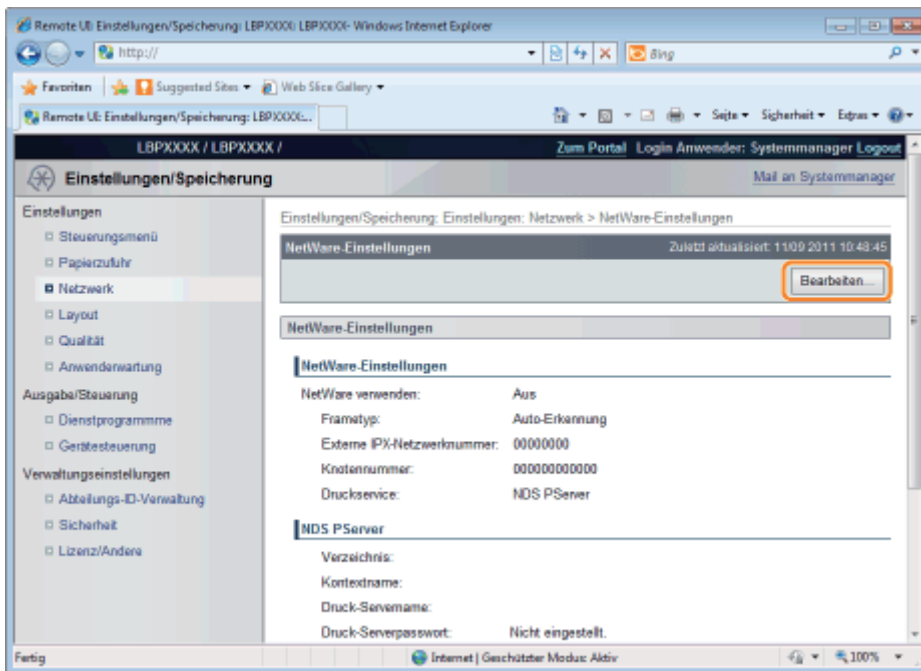 Remote UI: Einstellungen/Speicherung: LBPXXXX: LBPXXXX- Windows Internet Explorer
http://
Bing
Favoriten
Suggested Sites
Web Slice Gallery
Remote UI: Einstellungen/Speicherung: LBPXXXX:...
Seite
Sicherheit
Extras
LBPXXXX / LBPXXXX /
Zum Portal Login Anwender: Systemmanager Logout
Einstellungen/Speicherung
Mail an Systemmanager
Einstellungen
Steuerungsmenü
Papierzufuhr
Netzwerk
Layout
Qualität
Anwenderwartung
Ausgabe/Steuerung
Dienstprogrammme
Gerätesteuerung
Verwaltungseinstellungen
Abteilungs-ID-Verwaltung
Sicherheit
Lizenz/Andere
Einstellungen/Speicherung: Einstellungen: Netzwerk > NetWare-Einstellungen
NetWare-Einstellungen
Zuletzt aktualisiert: 11/09 2011 10:48:45
Bearbeiten...
NetWare-Einstellungen
NetWare-Einstellungen
NetWare verwenden: Aus
Frametyp: Auto-Erkennung
Externe IPX-Netzwerknummer: 00000000
Knotennummer: 000000000000
Druckservice: NDS PServer
NDS PServer
Verzeichnis:
Kontextname:
Druck-Servername:
Druck-Serverpasswort: Nicht eingestellt.
Fertig
Internet | Geschützter Modus: Aktiv
100%